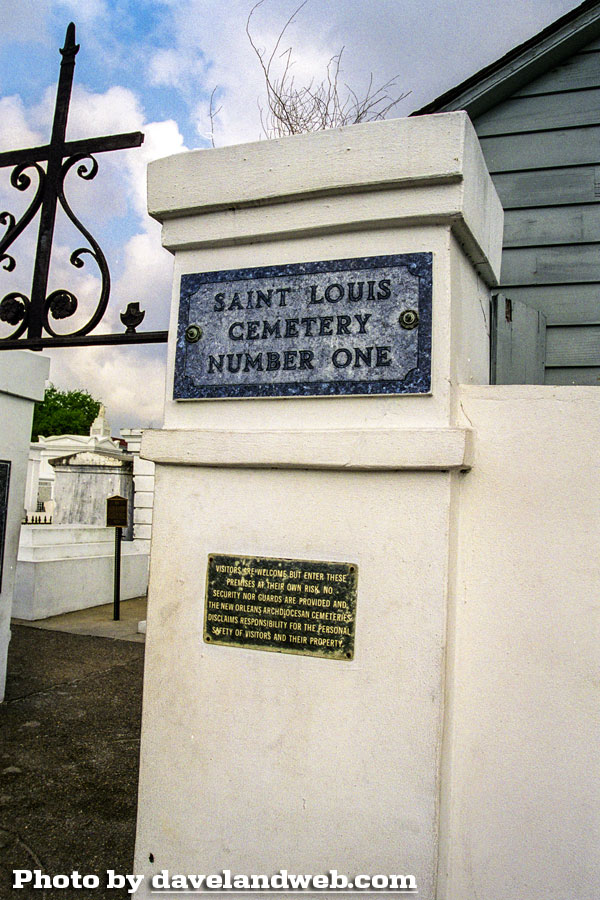 SAINT LOUIS
CEMETERY
NUMBER ONE
VISITORS ARE WELCOME BUT ENTER THESE
PREMISES AT THEIR OWN RISK. NO
SECURITY NOR GUARDS ARE PROVIDED AND
THE NEW ORLEANS ARCHDIOCESAN CEMETERIES
DISCLAIMS RESPONSIBILITY FOR THE PERSONAL
SAFETY OF VISITORS AND THEIR PROPERTY.
Photo by davelandweb.com